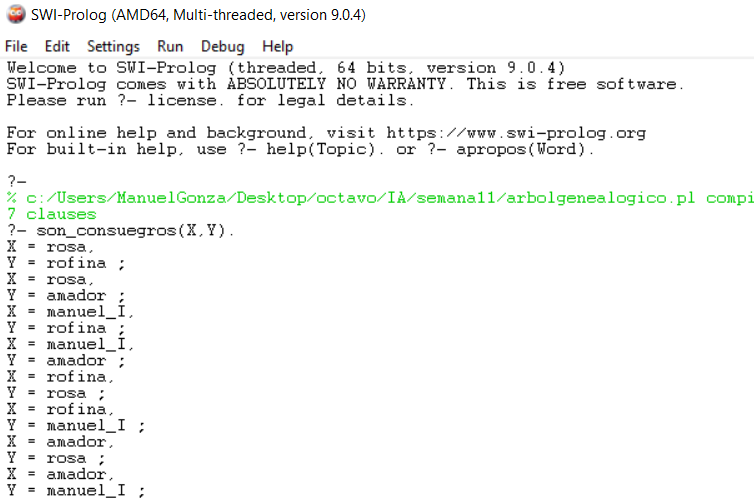 SWI-Prolog (AMD64, Multi-threaded, version 9.0.4)
File Edit Settings Run Debug Help
Welcome to SWI-Prolog (threaded, 64 bits, version 9.0.4)
SWI-Prolog comes with ABSOLUTELY NO WARRANTY. This is free software.
Please run ?- license. for legal details.
For online help and background, visit https://www.swi-prolog.org
For built-in help, use ?- help(Topic). or ?- apropos(Word).
?-
% c:/Users/ManuelGonza/Desktop/octavo/IA/semana11/arbolgenealogico.pl compi
7 clauses
?- son_consuegros(X,Y).
X = rosa,
Y = rofina ;
X = rosa,
Y = amador ;
X = manuel_I,
Y = rofina ;
X = manuel_I,
Y = amador ;
X = rofina,
Y = rosa ;
X = rofina,
Y = manuel_I ;
X = amador,
Y = rosa ;
X = amador,
Y = manuel_I ;